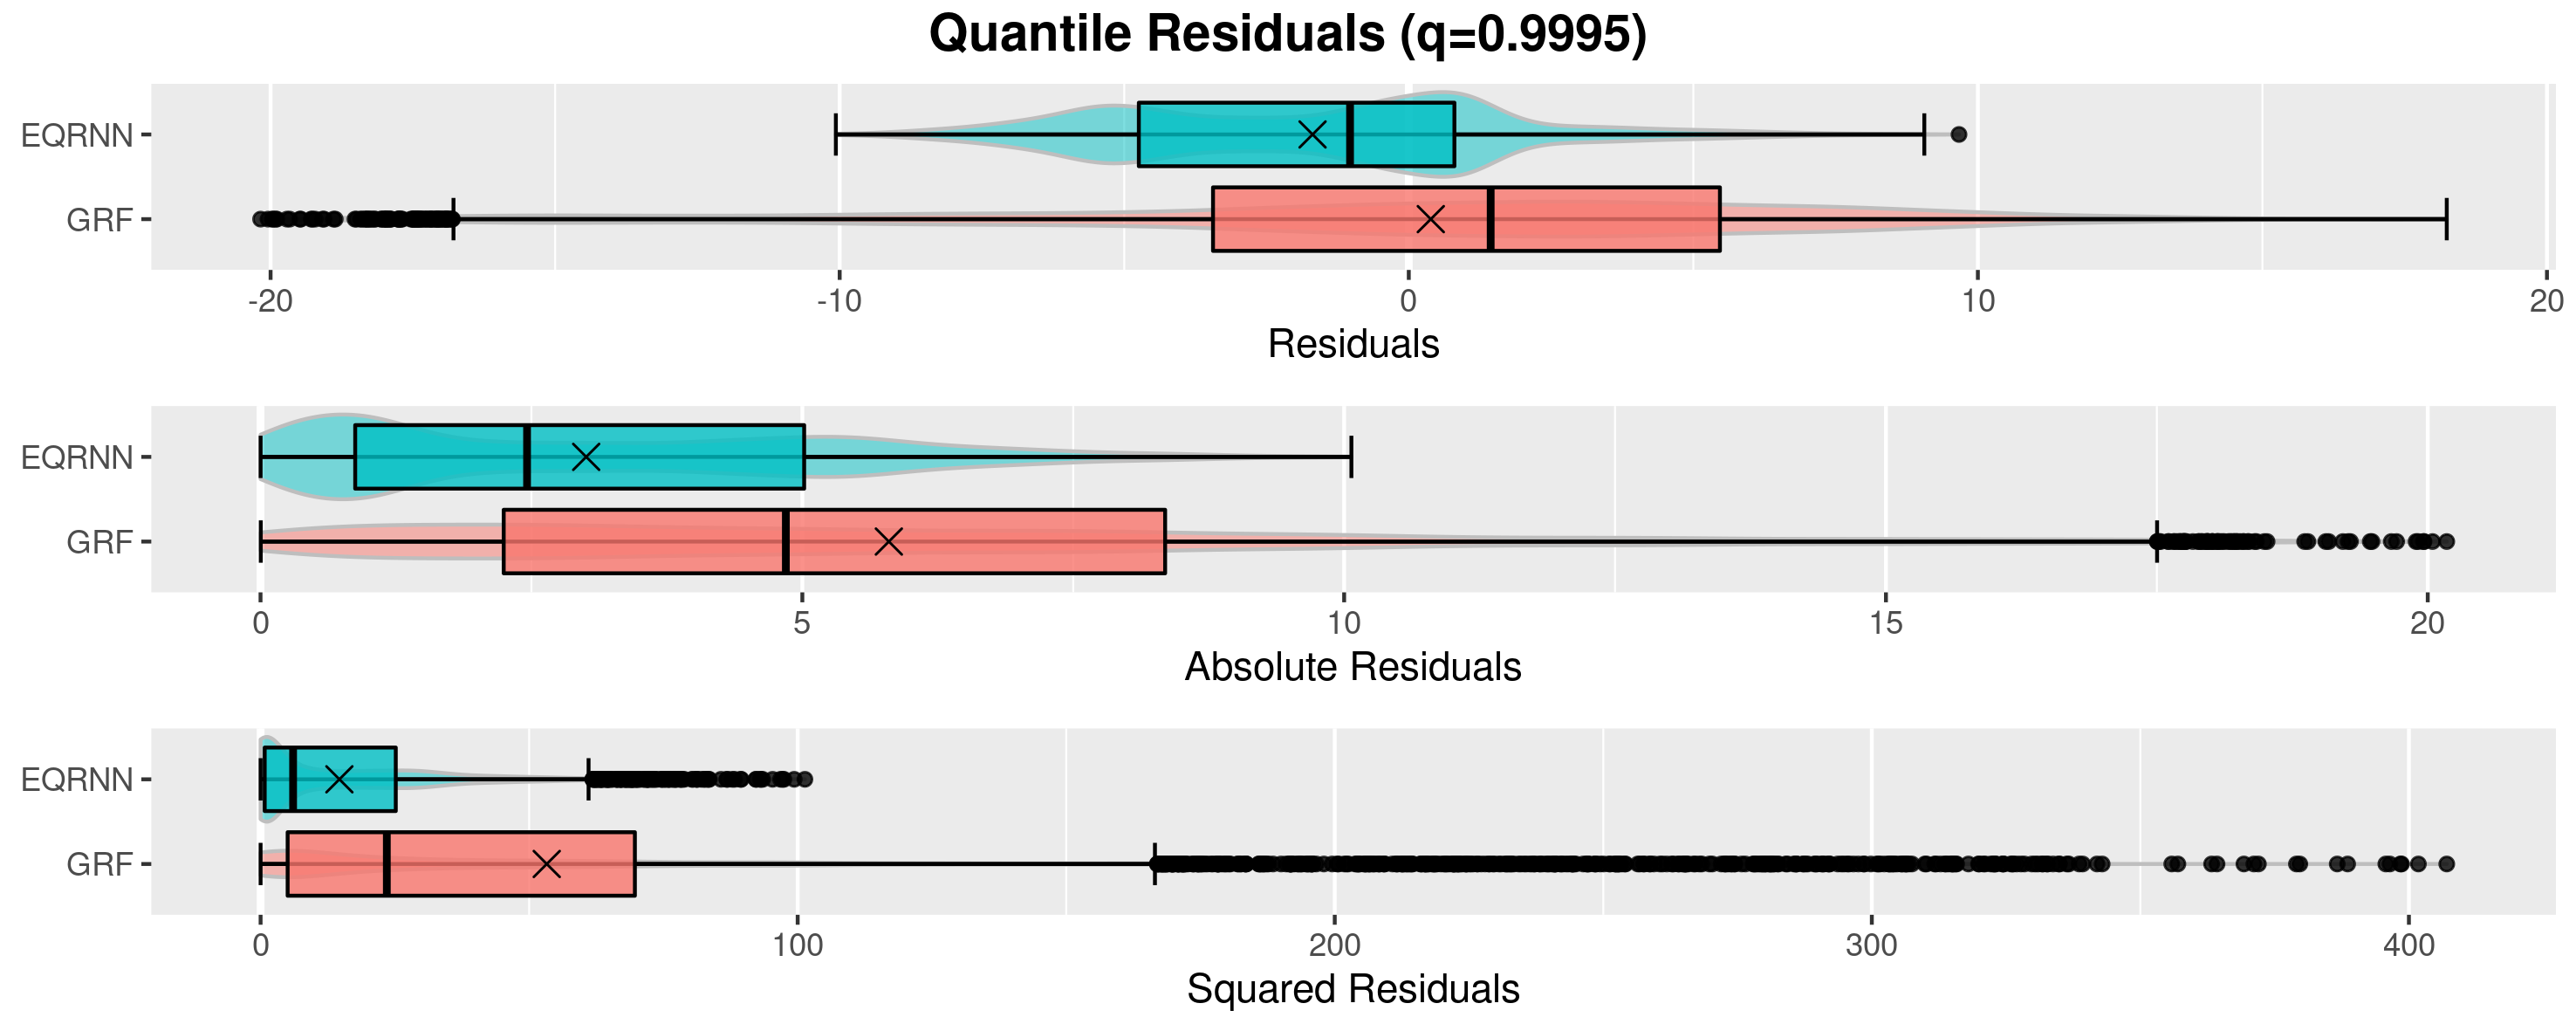 Quantile Residuals (q=0.9995)
EQRNN
GRF
-20 -10 0 10 20
Residuals
EQRNN
GRF
0 5 10 15 20
Absolute Residuals
EQRNN
GRF
0 100 200 300 400
Squared Residuals